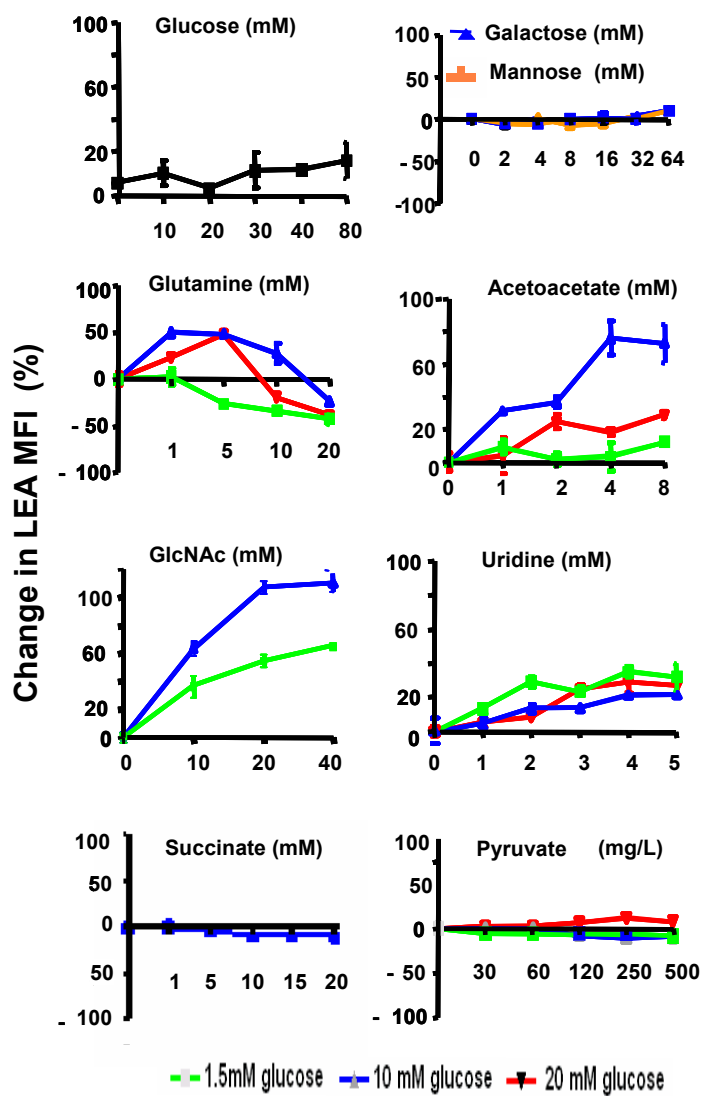 Glucose (mM)
100
60
20
0
10 20 30 40 80
Galactose (mM)
Mannose (mM)
100
50
0
- 50
-100
0 2 4 8 16 32 64
Change in LEA MFI (%)
Glutamine (mM)
100
50
0
- 50
- 100
1 5 10 20
Acetoacetate (mM)
100
60
20
0
0 1 2 4 8
GlcNAc (mM)
100
60
20
0
0 10 20 40
Uridine (mM)
100
60
20
0
0 1 2 3 4 5
Succinate (mM)
100
50
0
50
- 100
1 5 10 15 20
Pyruvate (mg/L)
100
50
0
- 50
- 100
30 60 120 250 500
1.5mM glucose 10 mM glucose 20 mM glucose